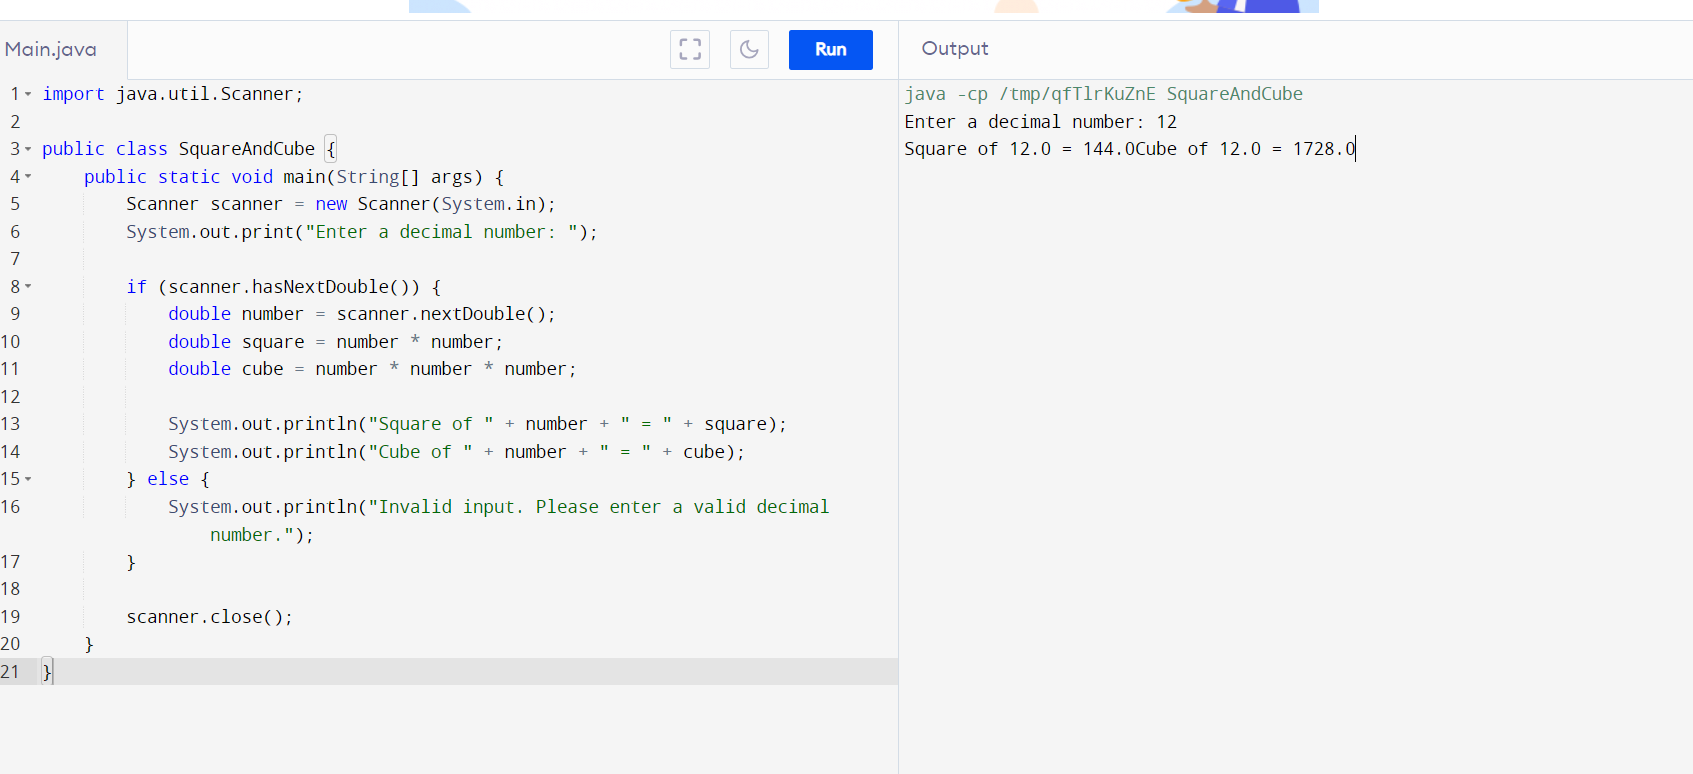 Main.java
Run
Output
1 import java.util.Scanner;
2
3 public class SquareAndCube {
4     public static void main(String[] args) {
5         Scanner scanner = new Scanner(System.in);
6         System.out.print("Enter a decimal number: ");
7
8         if (scanner.hasNextDouble()) {
9             double number = scanner.nextDouble();
10             double square = number * number;
11             double cube = number * number * number;
12
13             System.out.println("Square of " + number + " = " + square);
14             System.out.println("Cube of " + number + " = " + cube);
15         } else {
16             System.out.println("Invalid input. Please enter a valid decimal
                number.");
17         }
18
19         scanner.close();
20     }
21 }
java -cp /tmp/qfTlrKuZnE SquareAndCube
Enter a decimal number: 12
Square of 12.0 = 144.0Cube of 12.0 = 1728.0